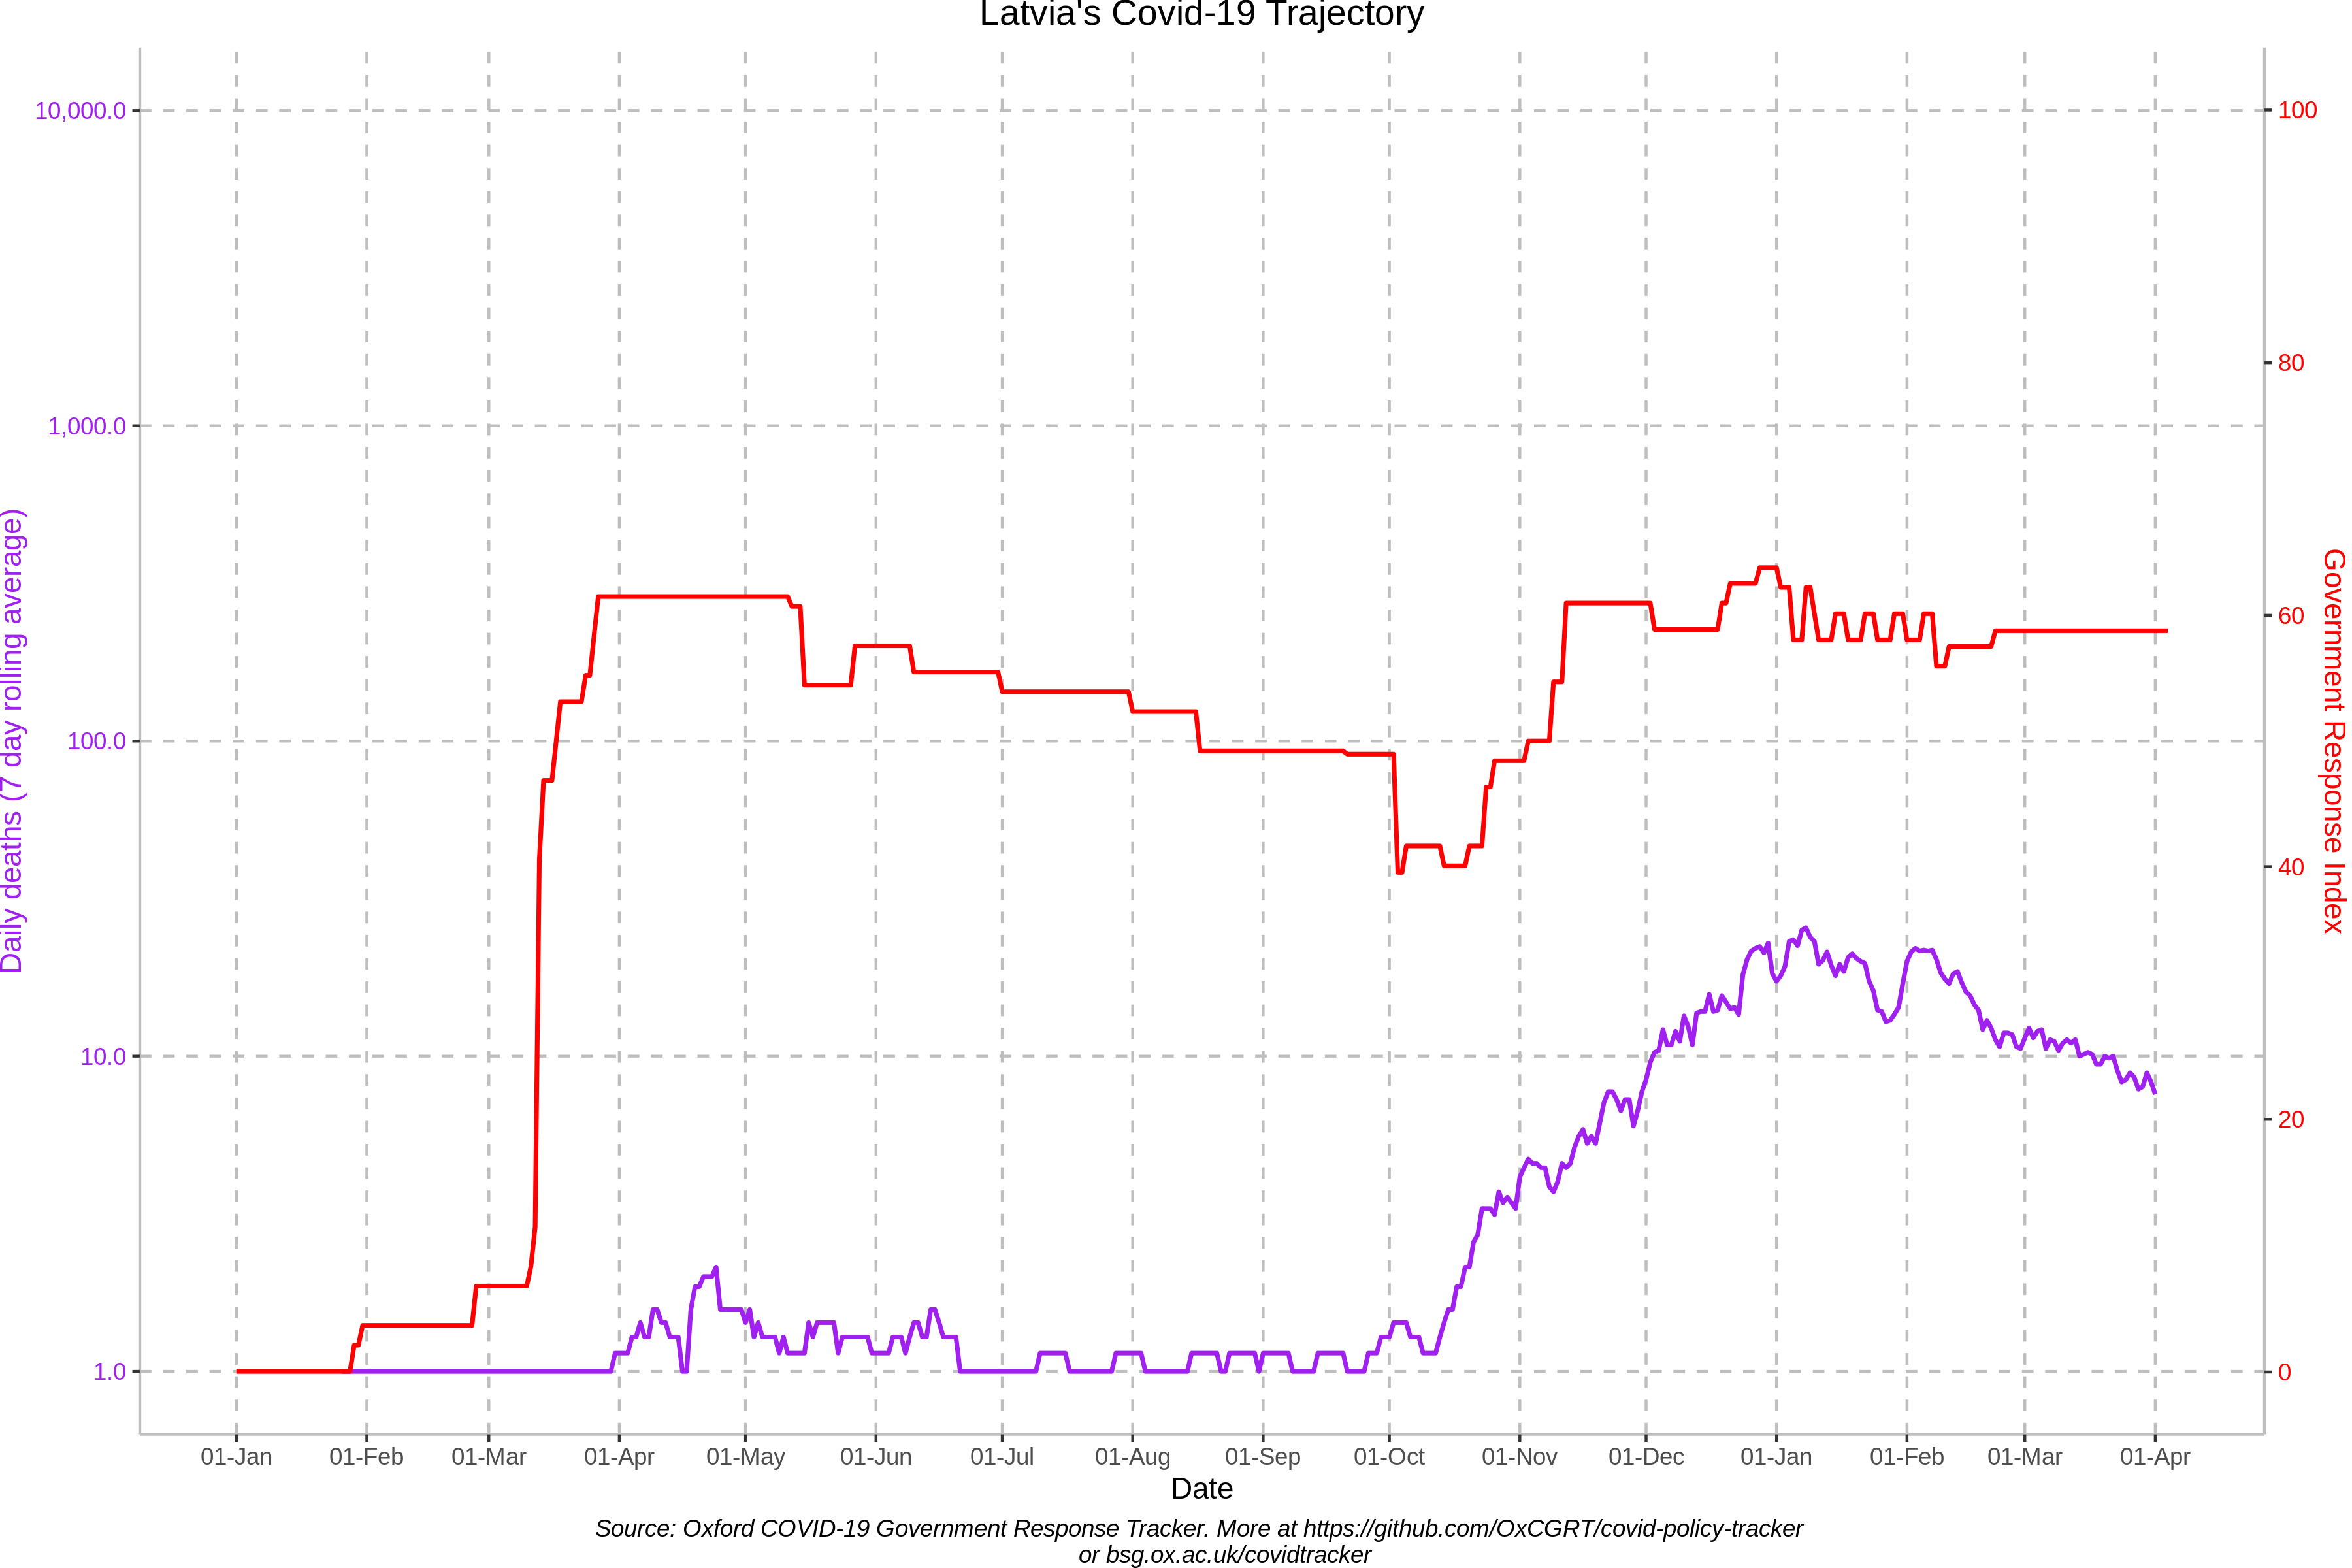 Latvia's Covid-19 Trajectory
Daily deaths (7 day rolling average)
10,000.0
1,000.0
100.0
10.0
1.0
100
80
60
40
20
0
Government Response Index
01-Jan 01-Feb 01-Mar 01-Apr 01-May 01-Jun 01-Jul 01-Aug 01-Sep 01-Oct 01-Nov 01-Dec 01-Jan 01-Feb 01-Mar 01-Apr
Date
Source: Oxford COVID-19 Government Response Tracker. More at https://github.com/OxCGRT/covid-policy-tracker
or bsg.ox.ac.uk/covidtracker